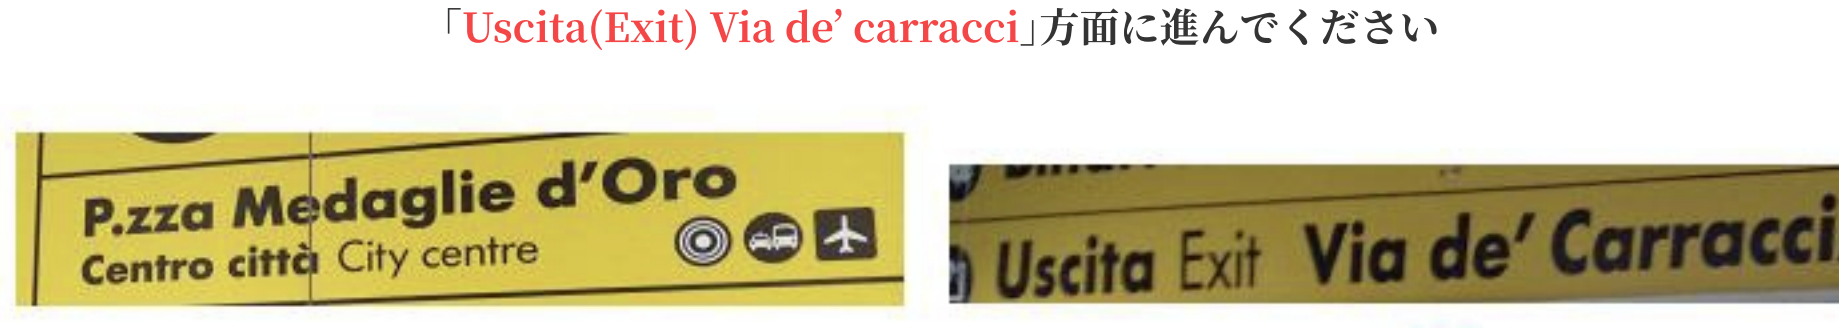 「Uscita(Exit) Via de’ carracci」方面に進んでください
P.zza Medaglie d’Oro
Centro città City centre
Uscita Exit Via de’ Carracci